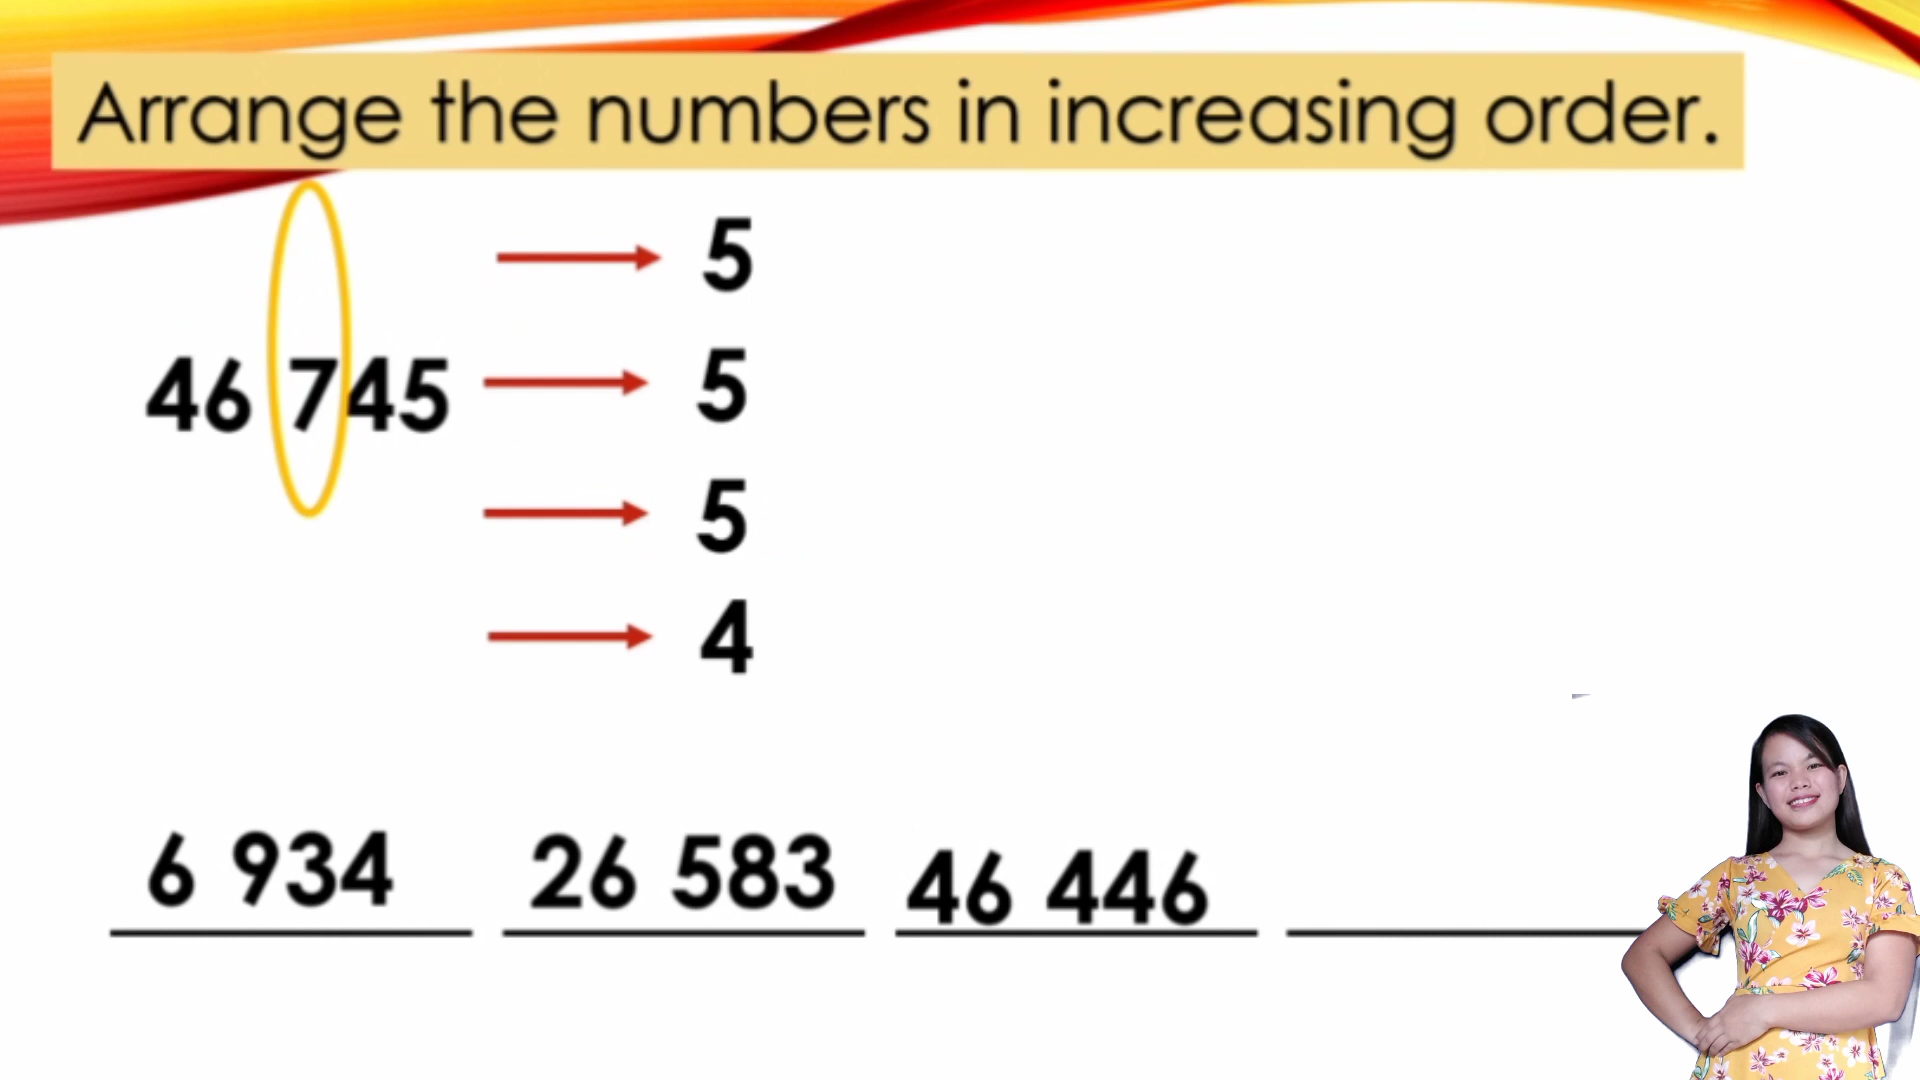 Arrange the numbers in increasing order.
5
46 745 5
5
4
6 934 26 583 46 446